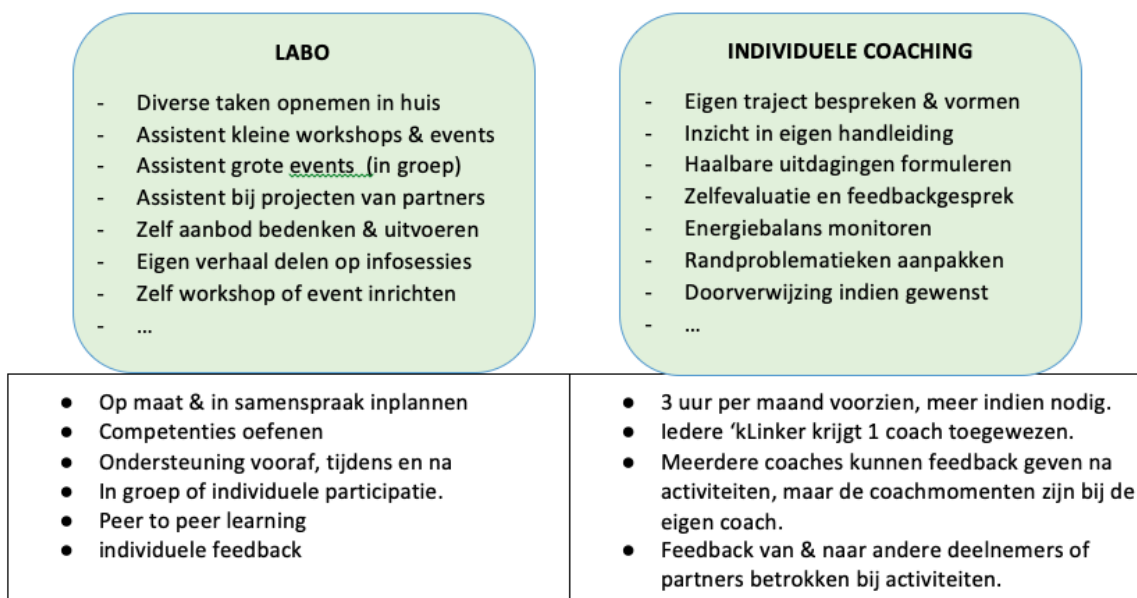 LABO
- Diverse taken opnemen in huis
- Assistent kleine workshops & events
- Assistent grote events  (in groep)
- Assistent bij projecten van partners
- Zelf aanbod bedenken & uitvoeren
- Eigen verhaal delen op infosessies
- Zelf workshop of event inrichten
- ...
INDIVIDUELE COACHING
- Eigen traject bespreken & vormen
- Inzicht in eigen handleiding
- Haalbare uitdagingen formuleren
- Zelfevaluatie en feedbackgesprek
- Energiebalans monitoren
- Randproblematieken aanpakken
- Doorverwijzing indien gewenst
- ...
● Op maat & in samenspraak inplannen
● Competenties oefenen
● Ondersteuning vooraf, tijdens en na
● In groep of individuele participatie.
● Peer to peer learning
● individuele feedback
● 3 uur per maand voorzien, meer indien nodig.
● Iedere ‘kLinker krijgt 1 coach toegewezen.
● Meerdere coaches kunnen feedback geven na
activiteiten, maar de coachmomenten zijn bij de
eigen coach.
● Feedback van & naar andere deelnemers of
partners betrokken bij activiteiten.